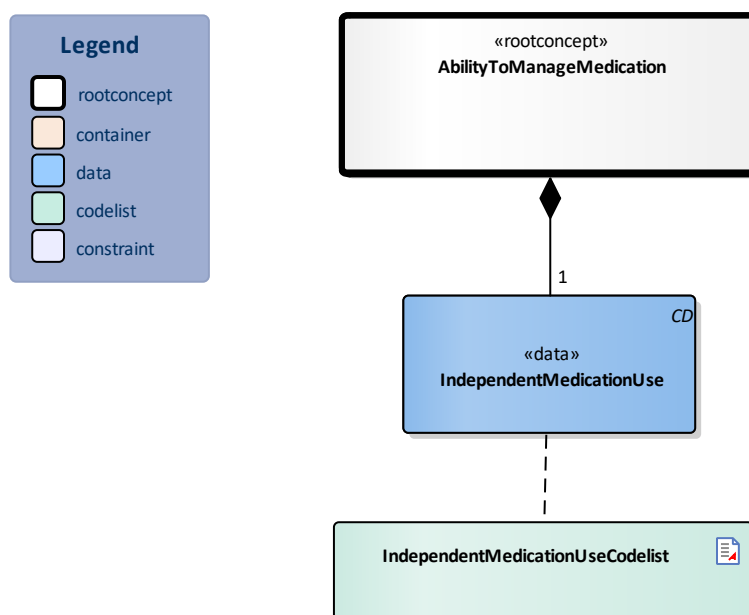 Legend
rootconcept
container
data
codelist
constraint
«rootconcept»
AbilityToManageMedication
1
CD
«data»
IndependentMedicationUse
IndependentMedicationUseCodelist